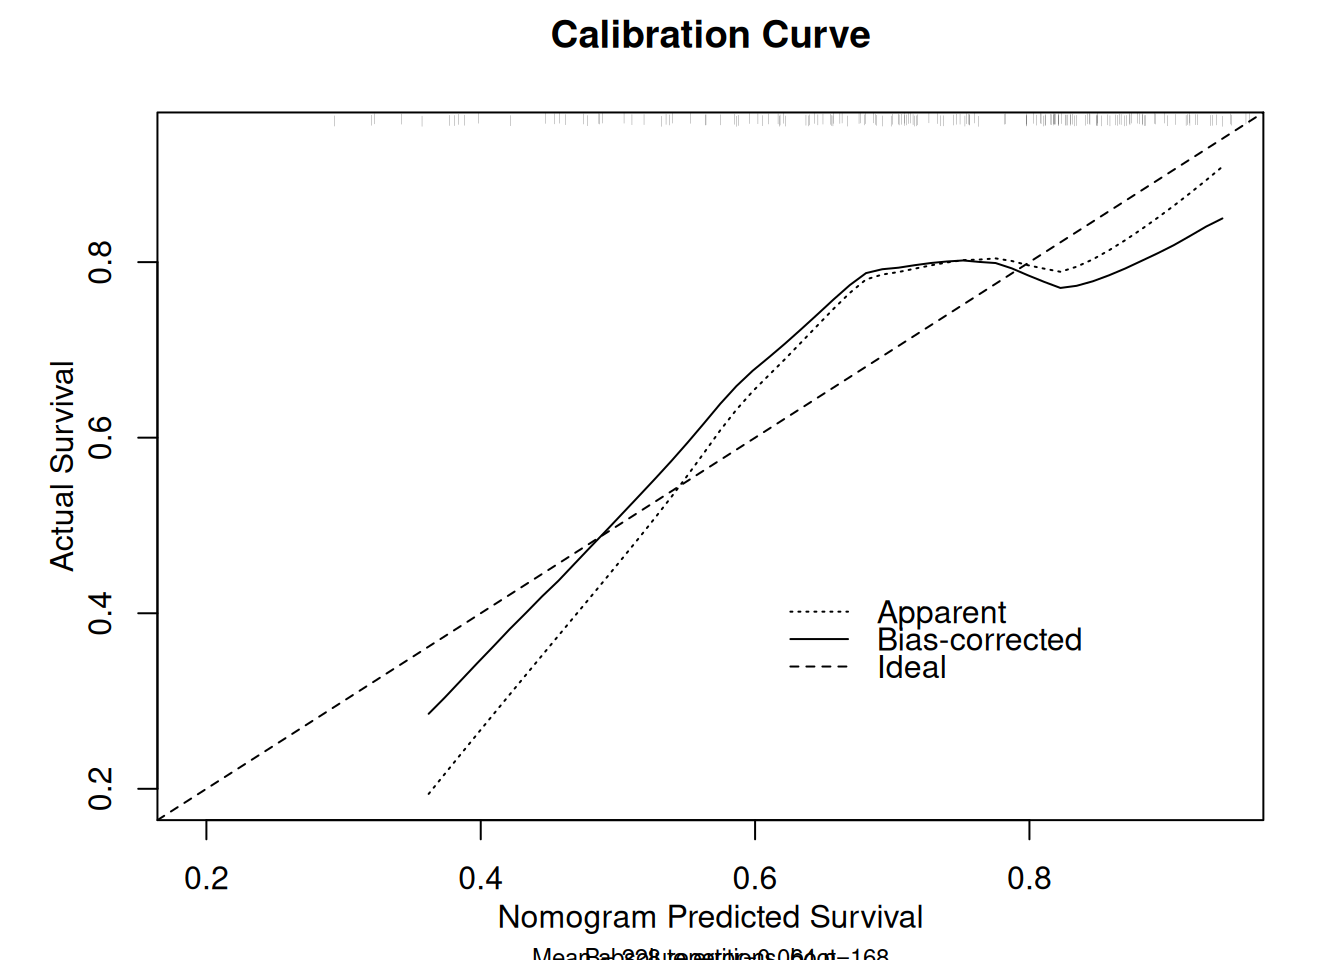 Calibration Curve
0.8
0.6
0.4
0.2
Actual Survival
Apparent
Bias-corrected
Ideal
0.2 0.4 0.6 0.8
Nomogram Predicted Survival
Mean